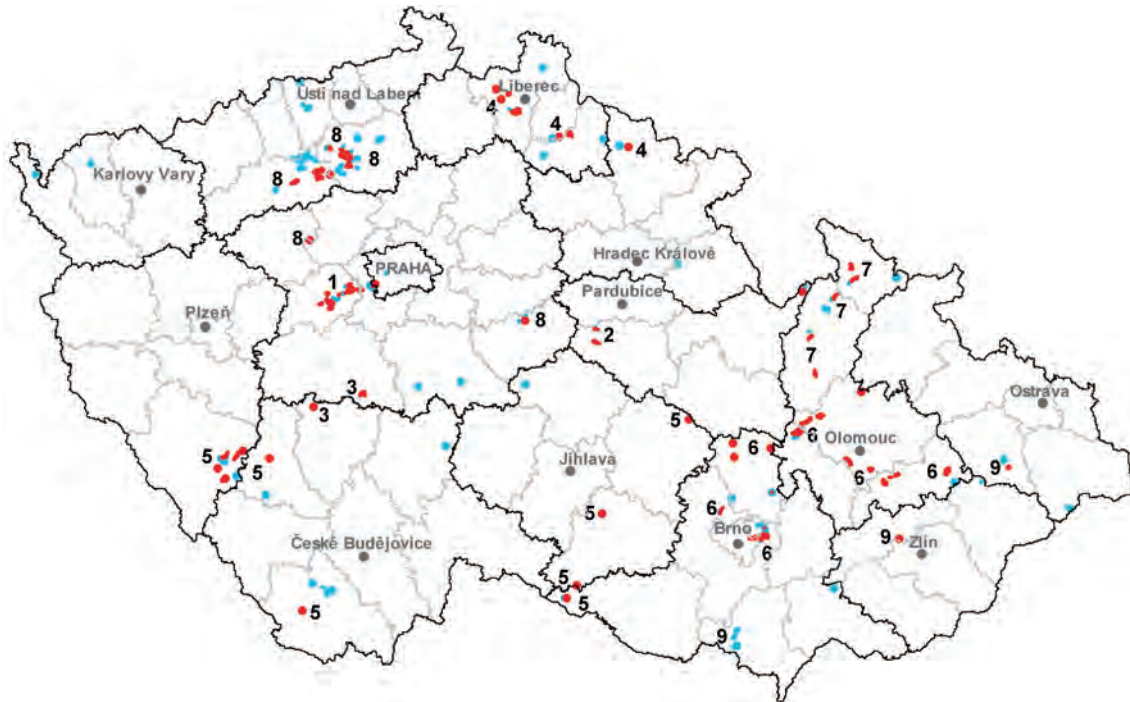 Liberec
Ústí nad Labem
4
4
8
8
4
Karlovy Vary
8
8
Hradec Králové
PRAHA
7
1
Pardubice
7
Plzeň
8
2
7
3
Ostrava
3
5
6
6
Olomouc
5
5
Jihlava
6
6
9
6
5
Brno
9
Zlín
České Budějovice
6
5
5
5
9